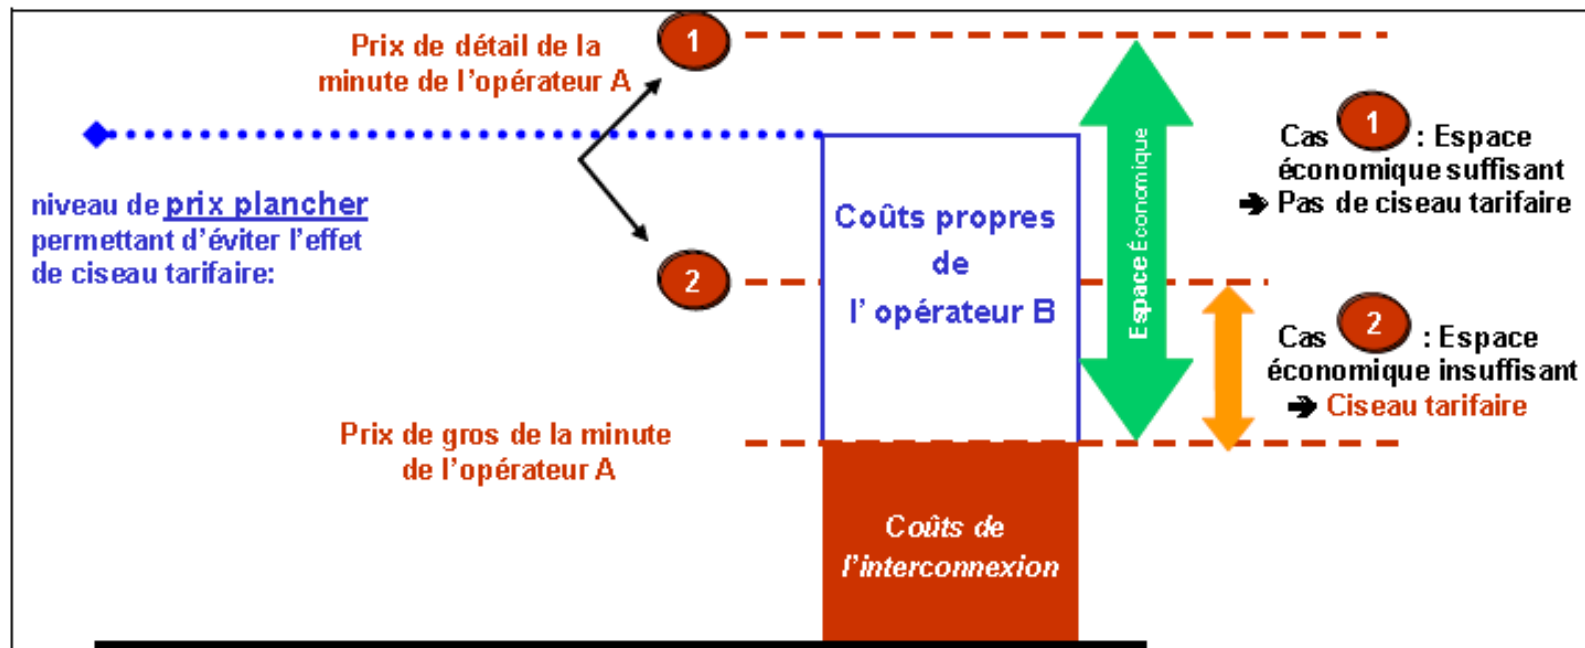 Prix de détail de la
minute de l'opérateur A
1
niveau de prix plancher
permettant d'éviter l'effet
de ciseau tarifaire:
2
Prix de gros de la minute
de l'opérateur A
Coûts propres
de
l' opérateur B
Coûts de
l'interconnexion
Espace Économique
Cas 1 : Espace
économique suffisant
➔ Pas de ciseau tarifaire
Cas 2 : Espace
économique insuffisant
➔ Ciseau tarifaire